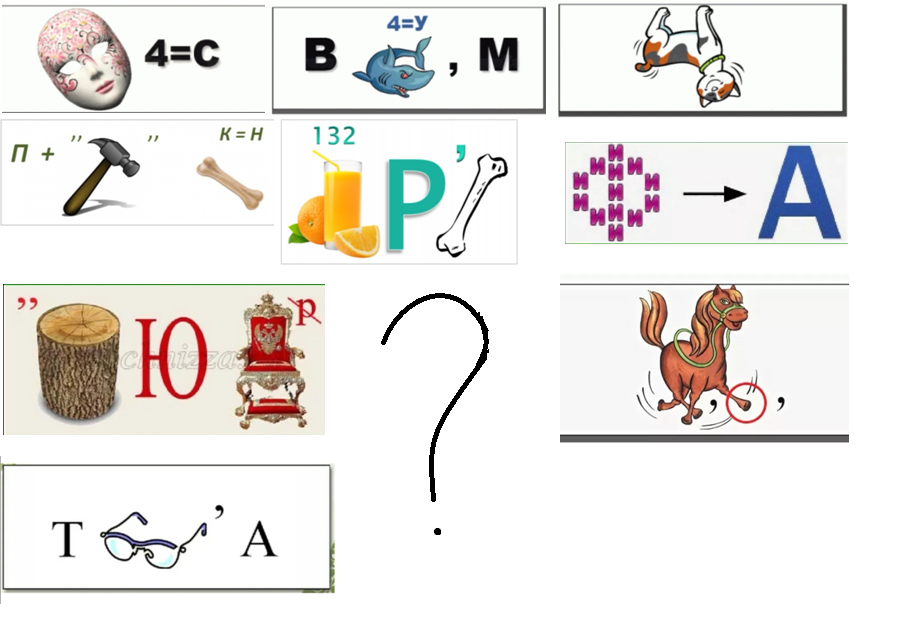 4=С
4=У
В , М
П + ,, ,, К = Н
132
Р ’
И
И И И
И И И
И И И
И И И
И
А
,, Ю р
, ,
?
Т ’ А